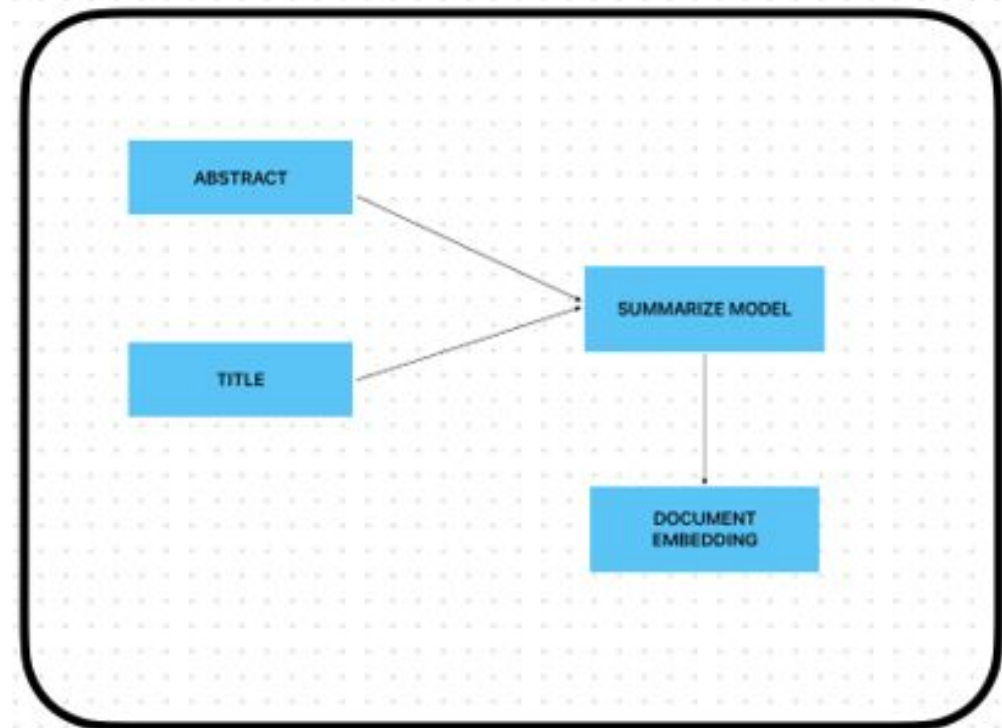 ABSTRACT
SUMMARIZE MODEL
TITLE
DOCUMENT
EMBEDDING